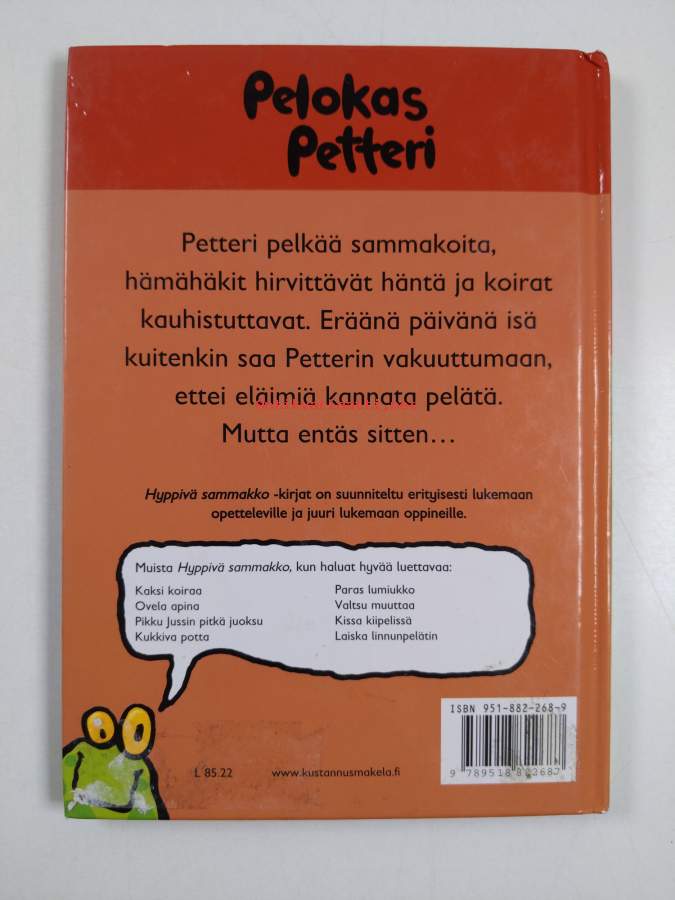 Pelokas
Petteri
Petteri pelkää sammakoita,
hämähäkit hirvittävät häntä ja koirat
kauhistuttavat. Eräänä päivänä isä
kuitenkin saa Petterin vakuuttumaan,
ettei eläimiä kannata pelätä.
Mutta entäs sitten...
Hyppivä sammakko -kirjat on suunniteltu erityisesti lukemaan
opetteleville ja juuri lukemaan oppineille.
Muista Hyppivä sammakko, kun haluat hyvää luettavaa:
Kaksi koiraa
Ovela apina
Pikku Jussin pitkä juoksu
Kukkiva potta
Paras lumiukko
Valtsu muuttaa
Kissa kiipelissä
Laiska linnunpelätin
ISBN 951-882-268-9
L 85.22
www.kustannusmakela.fi